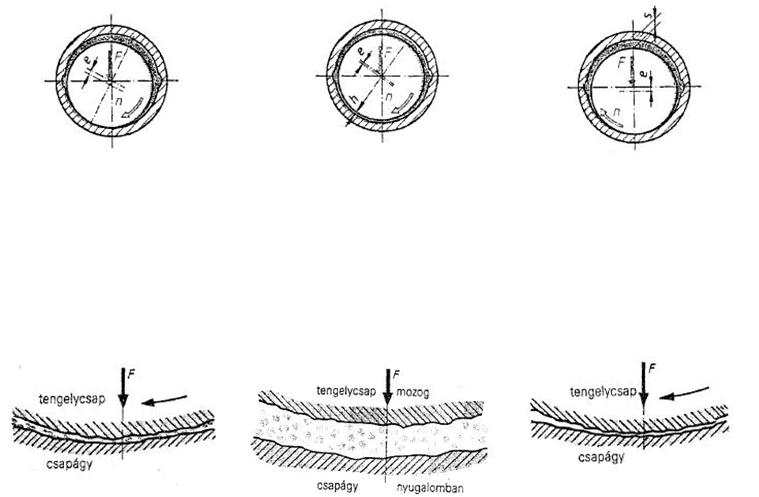 s
e F
n
e F
h n
F e
n
F
tengelycsap
csapágy
F
tengelycsap mozog
csapágy nyugalomban
F
tengelycsap
csapágy